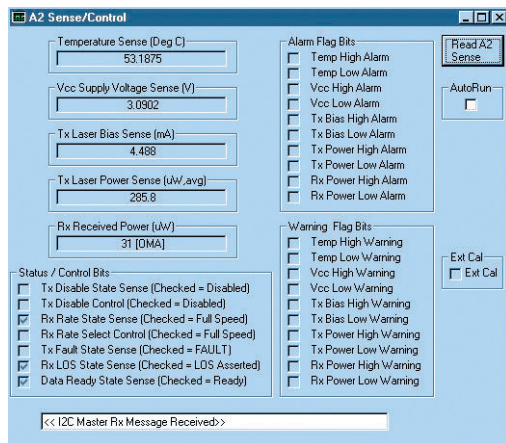 A2 Sense/Control
Temperature Sense (Deg C)
53.1875
Vcc Supply Voltage Sense (V)
3.0902
Tx Laser Bias Sense (mA)
4.488
Tx Laser Power Sense (uW,avg)
285.8
Rx Received Power (uW)
31 [OMA]
Status / Control Bits
Tx Disable State Sense (Checked = Disabled)
Tx Disable Control (Checked = Disabled)
Rx Rate State Sense (Checked = Full Speed)
Rx Rate Select Control (Checked = Full Speed)
Tx Fault State Sense (Checked = FAULT)
Rx LOS State Sense (Checked = LOS Asserted)
Data Ready State Sense (Checked = Ready)
Alarm Flag Bits
Temp High Alarm
Temp Low Alarm
Vcc High Alarm
Vcc Low Alarm
Tx Bias High Alarm
Tx Bias Low Alarm
Tx Power High Alarm
Tx Power Low Alarm
Rx Power High Alarm
Rx Power Low Alarm
Warning Flag Bits
Temp High Warning
Temp Low Warning
Vcc High Warning
Vcc Low Warning
Tx Bias High Warning
Tx Bias Low Warning
Tx Power High Warning
Tx Power Low Warning
Rx Power High Warning
Rx Power Low Warning
Read A2
Sense
AutoRun
Ext Cal
Ext Cal
<< I2C Master Rx Message Received>>